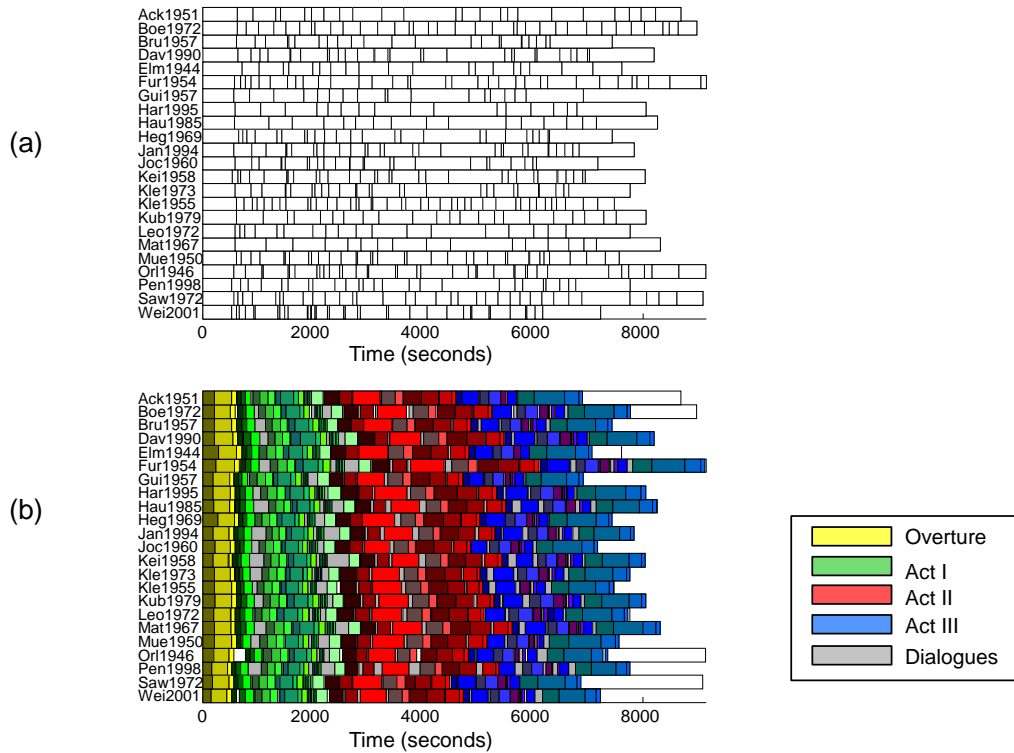 (a)
Ack1951
Boe1972
Bru1957
Dav1990
Elm1944
Fur1954
Gui1957
Har1995
Hau1985
Heg1969
Jan1994
Joc1960
Kei1958
Kle1973
Kle1955
Kub1979
Leo1972
Mat1967
Mue1950
Orl1946
Pen1998
Saw1972
Wei2001
0 2000 4000 6000 8000
Time (seconds)
(b)
Ack1951
Boe1972
Bru1957
Dav1990
Elm1944
Fur1954
Gui1957
Har1995
Hau1985
Heg1969
Jan1994
Joc1960
Kei1958
Kle1973
Kle1955
Kub1979
Leo1972
Mat1967
Mue1950
Orl1946
Pen1998
Saw1972
Wei2001
0 2000 4000 6000 8000
Time (seconds)
Overture
Act I
Act II
Act III
Dialogues